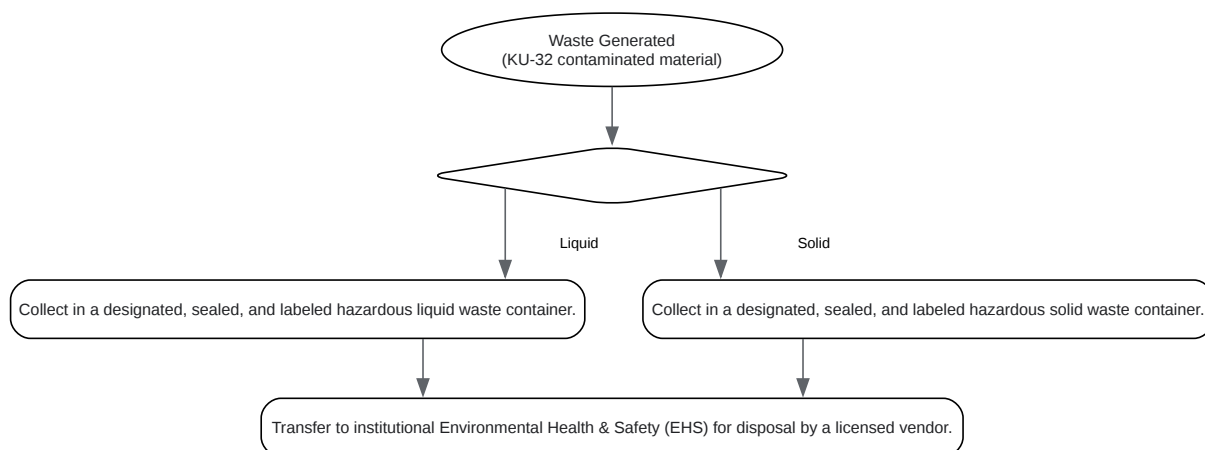 Waste Generated
(KU-32 contaminated material)
Liquid
Solid
Collect in a designated, sealed, and labeled hazardous liquid waste container.
Collect in a designated, sealed, and labeled hazardous solid waste container.
Transfer to institutional Environmental Health & Safety (EHS) for disposal by a licensed vendor.